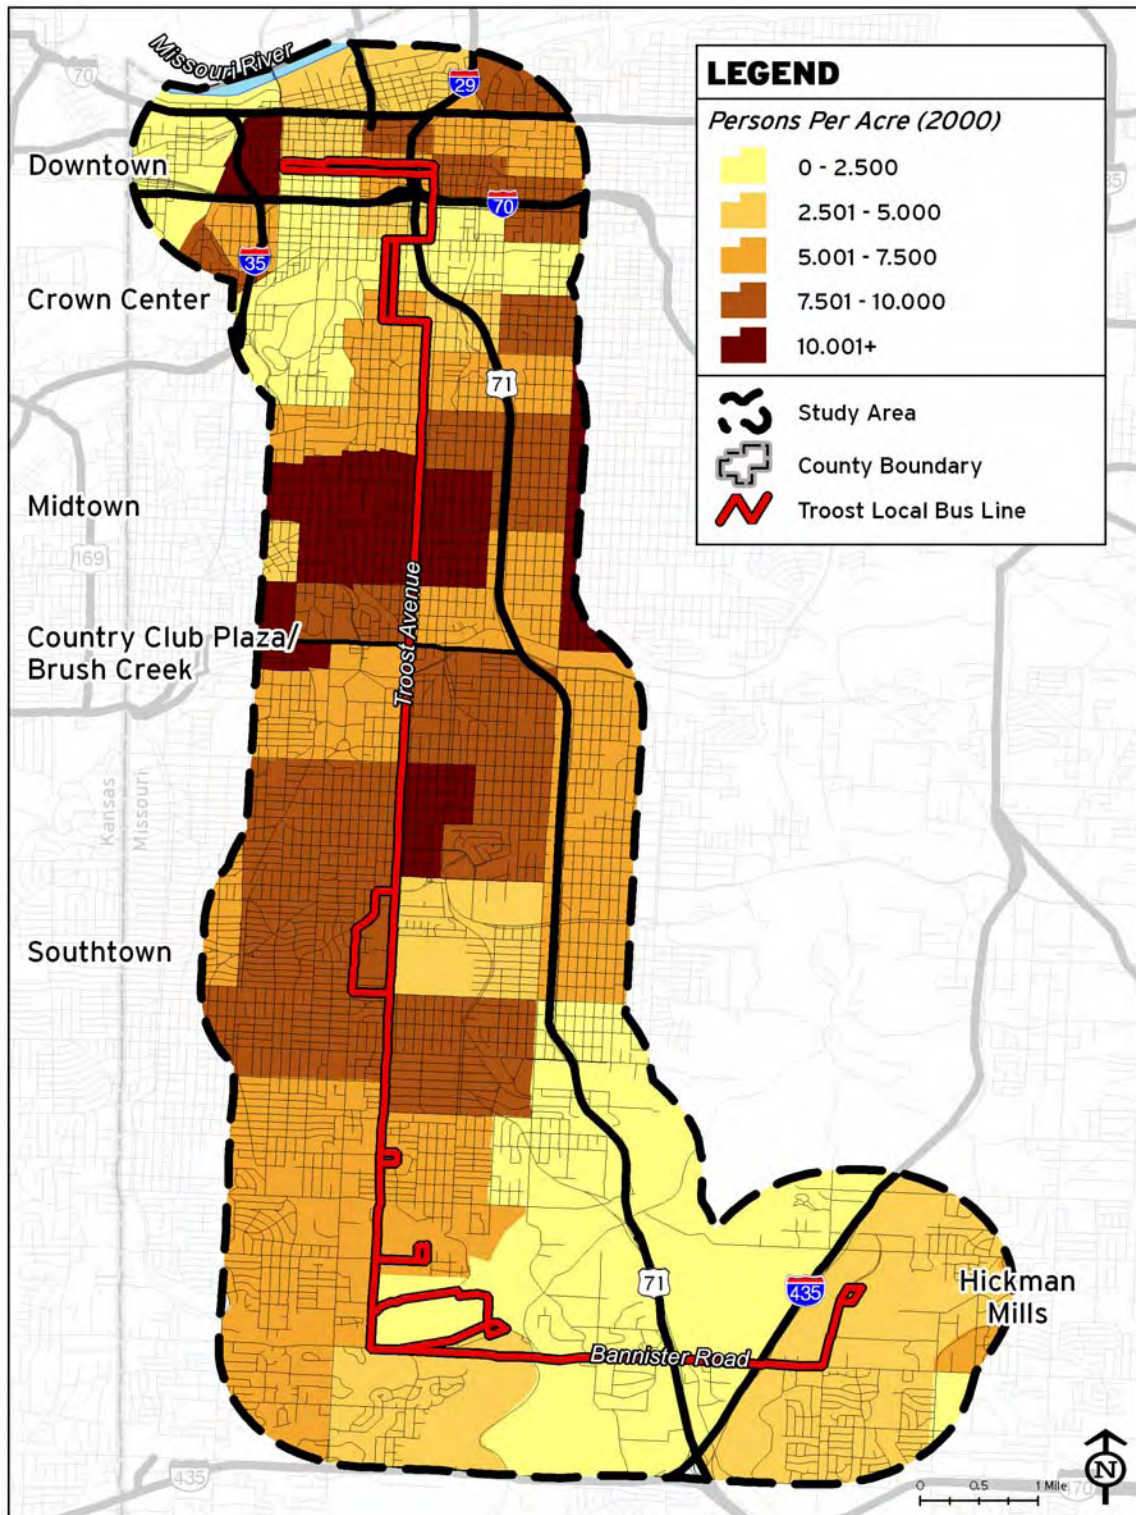 Missouri River
70
29
Downtown
70
35
Crown Center
71
Midtown
169
Troost Avenue
Country Club Plaza/
Brush Creek
Kansas
Missouri
Southtown
71
435
Hickman
Mills
Bannister Road
435
LEGEND
Persons Per Acre (2000)
0 - 2.500
2.501 - 5.000
5.001 - 7.500
7.501 - 10.000
10.001+
Study Area
County Boundary
Troost Local Bus Line
N
0 0.5 1 Mile